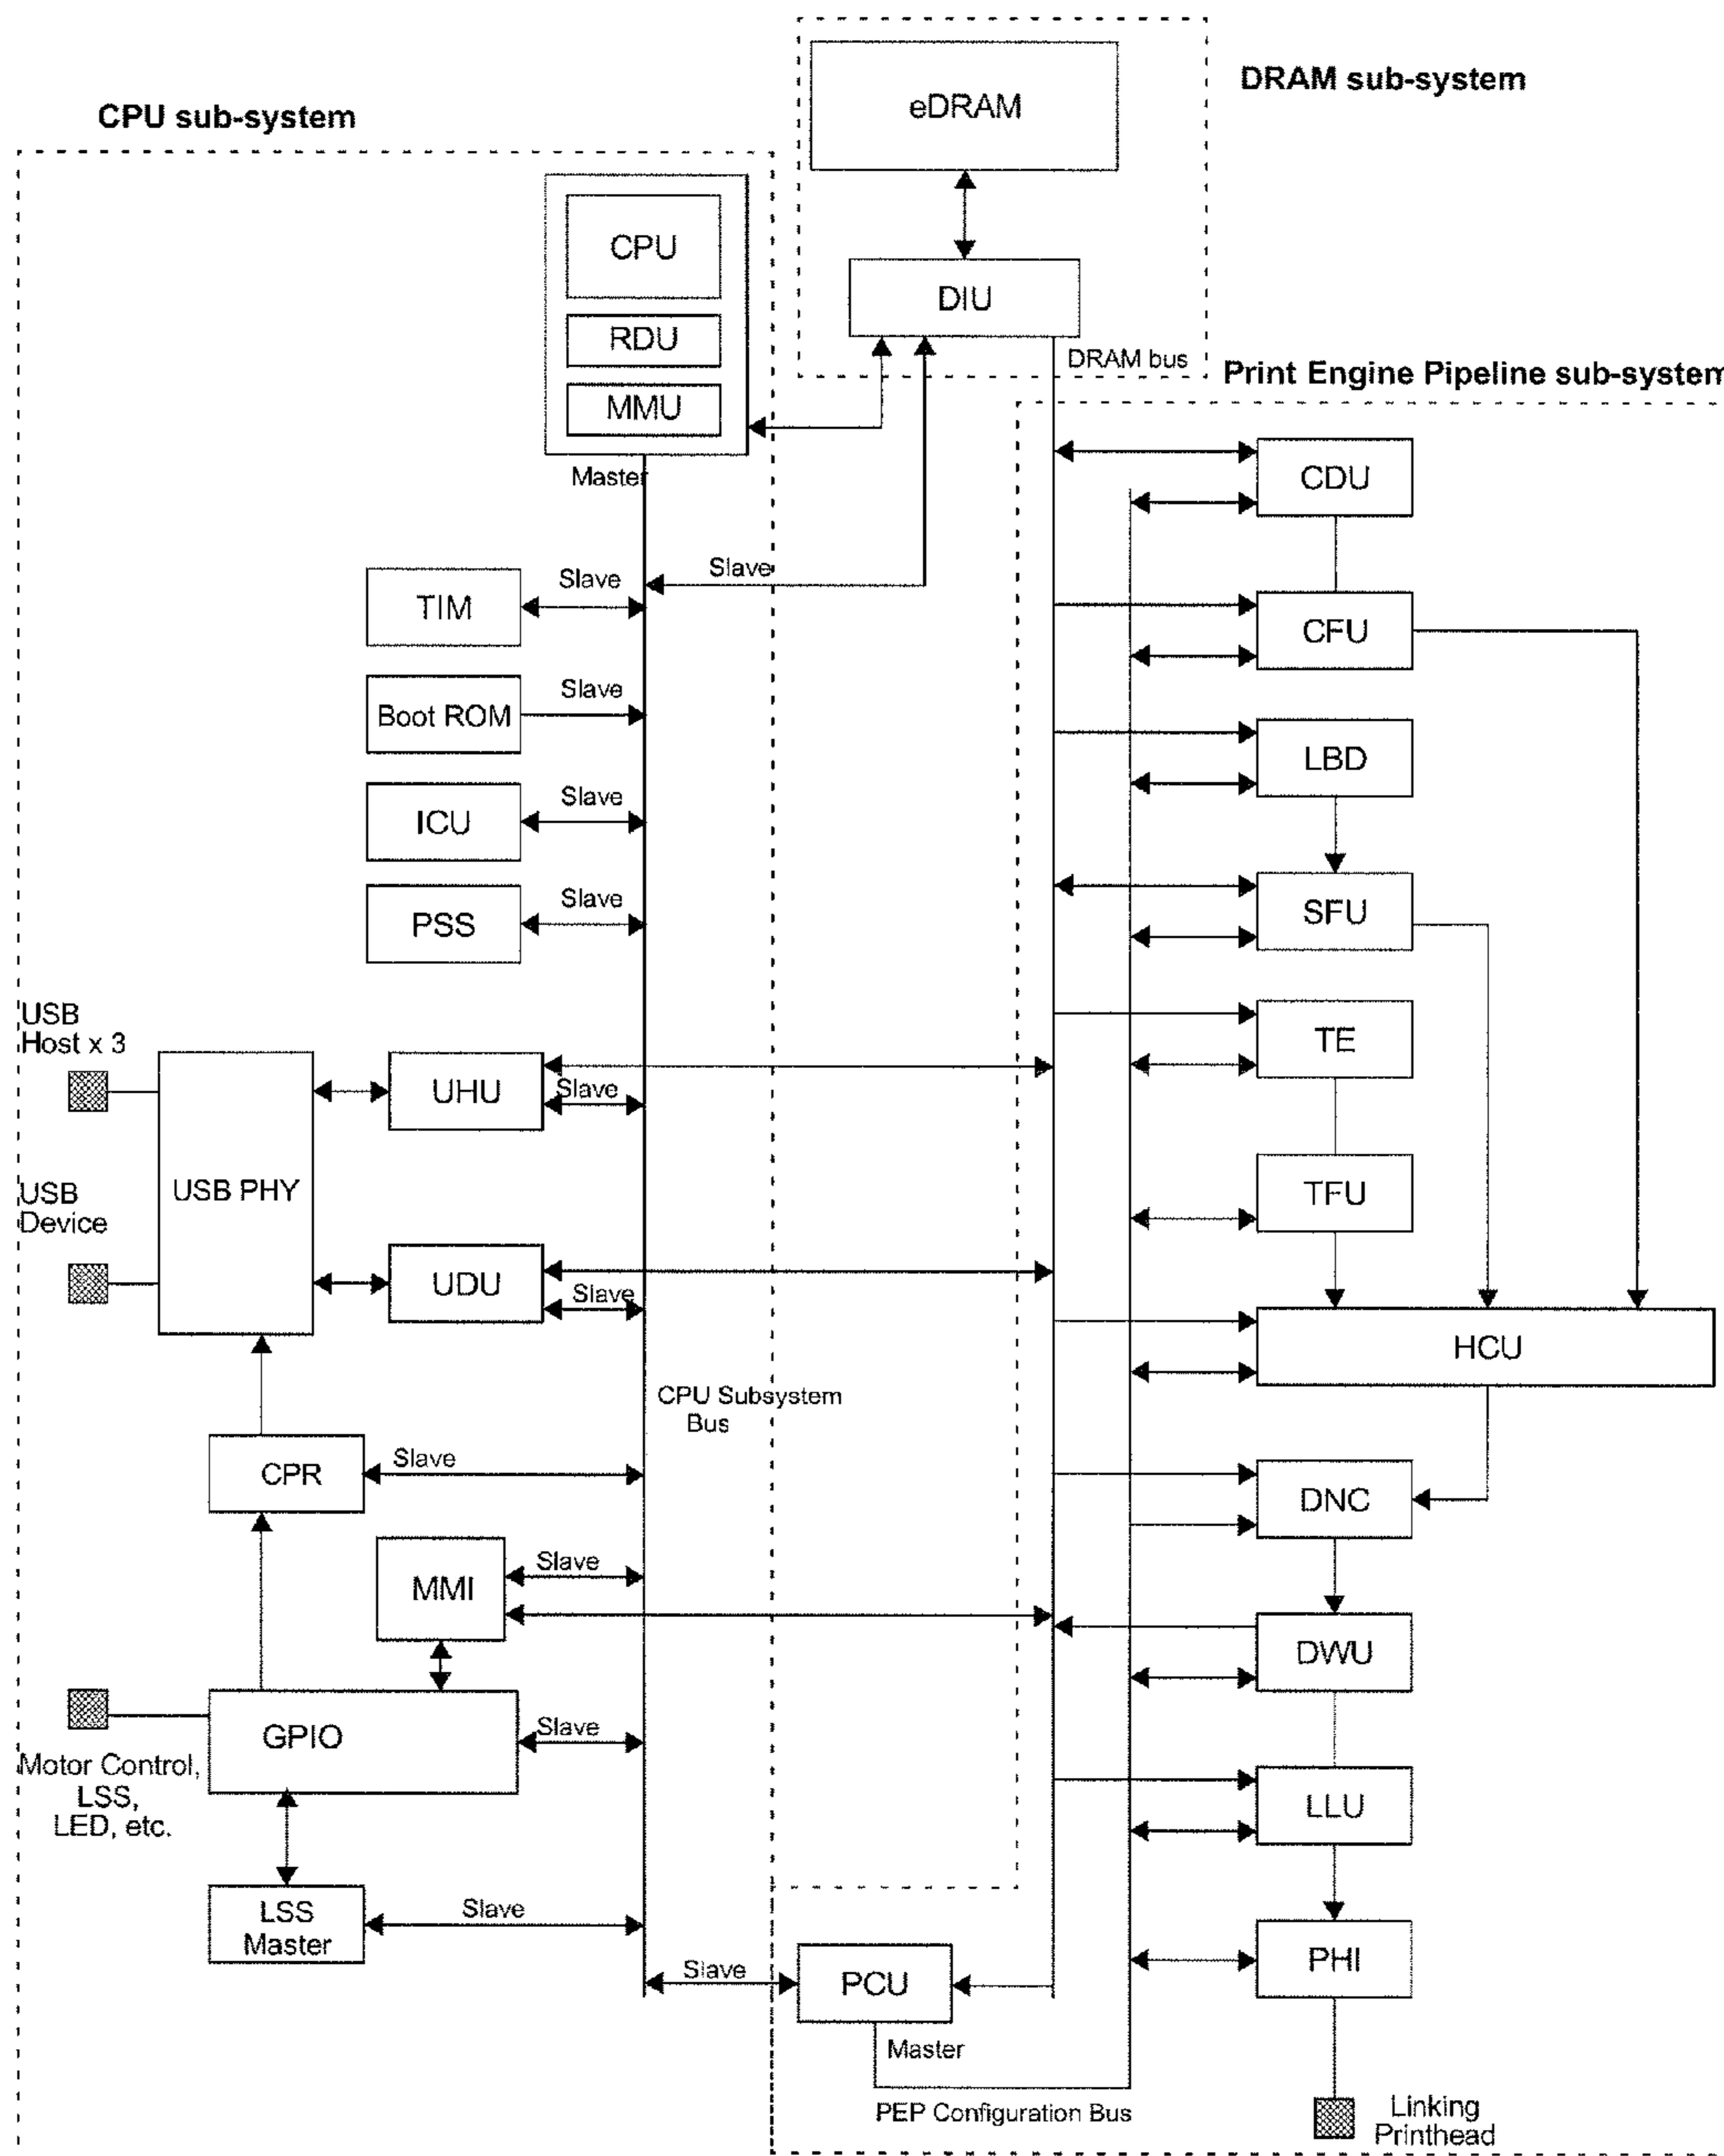 DRAM sub-system
CPU sub-system
eDRAM
CPU
RDU
MMU
Master
DIU
DRAM bus
Print Engine Pipeline sub-system
CDU
Slave
Slave
TIM
CFU
Slave
Boot ROM
LBD
Slave
ICU
Slave
PSS
SFU
USB
Host x 3
TE
UHU
Slave
USB PHY
TFU
USB
Device
UDU
Slave
HCU
CPU Subsystem
Bus
CPR
Slave
DNC
MMI
Slave
DWU
GPIO
Slave
Motor Control,
LSS,
LED, etc.
LLU
LSS
Master
Slave
PHI
Slave
PCU
Master
PEP Configuration Bus
Linking
Printhead